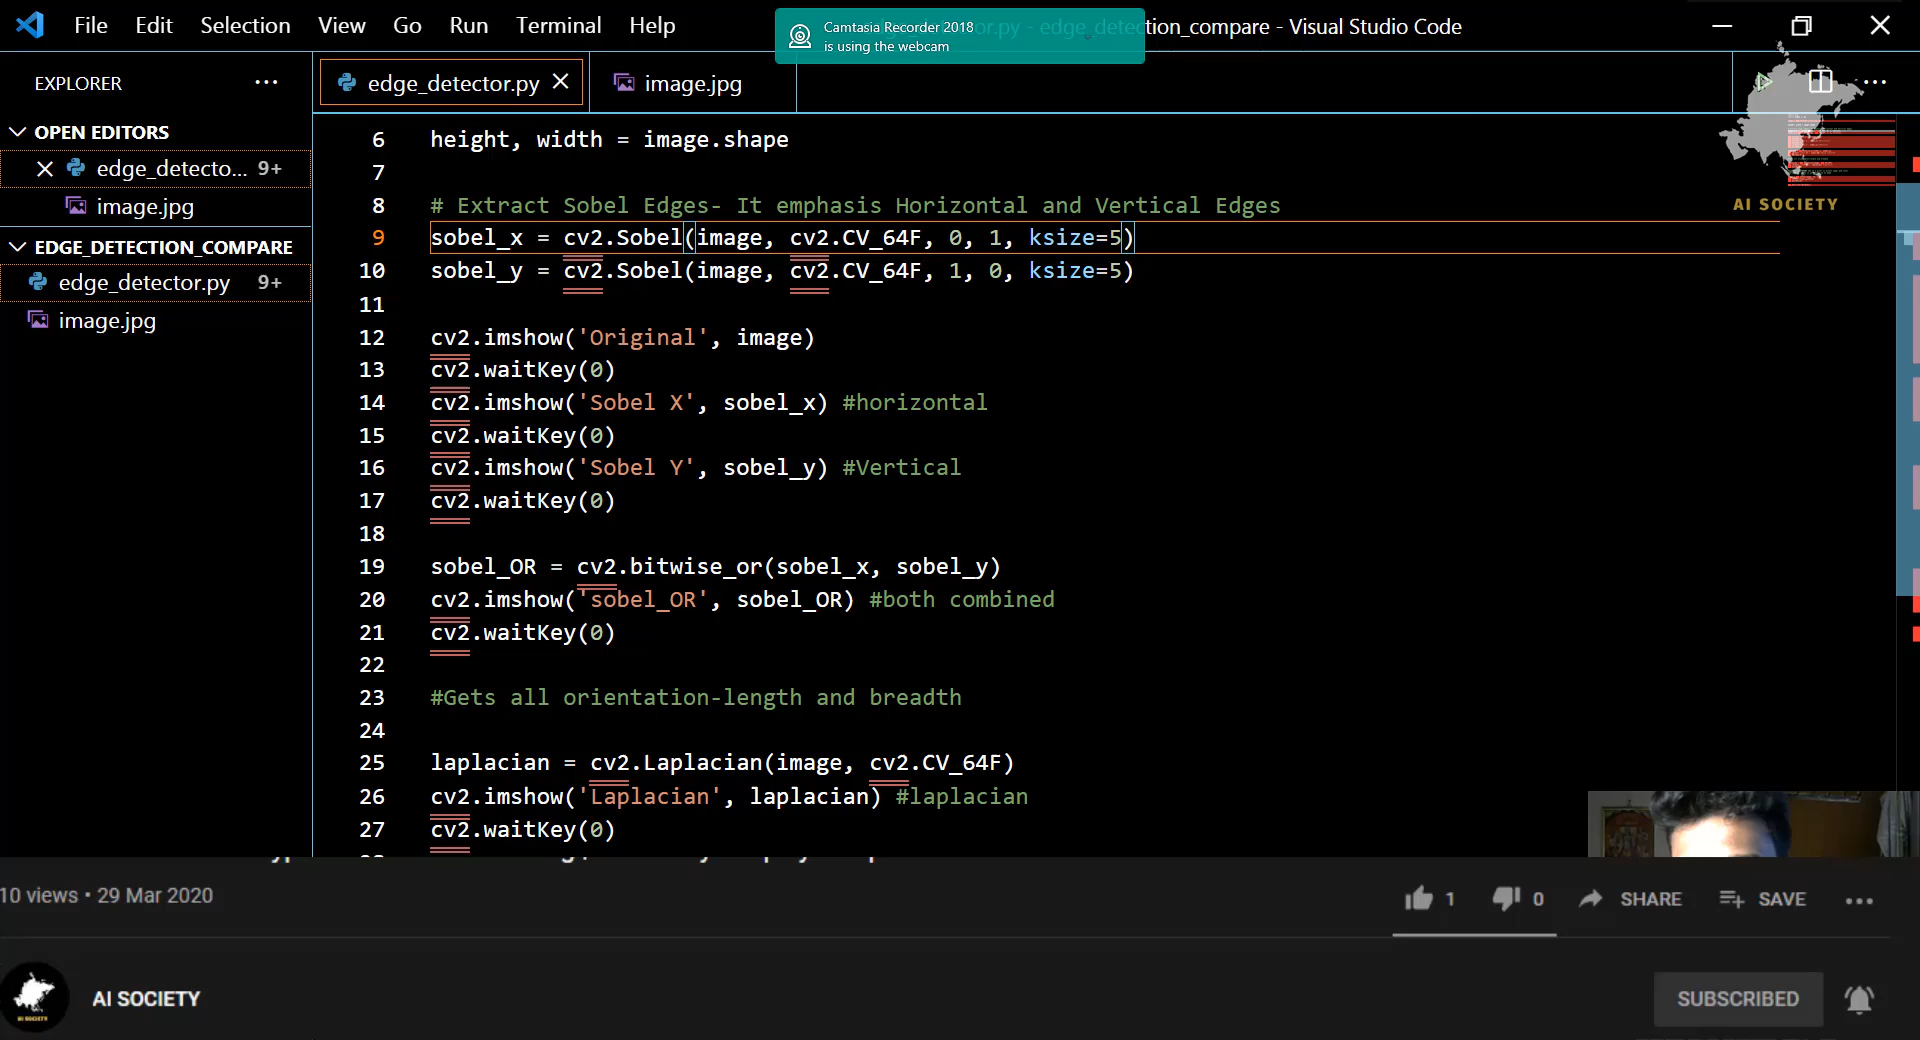 File Edit Selection View Go Run Terminal Help
Camtasia Recorder 2018
is using the webcam
or.py - edge_detection_compare - Visual Studio Code
EXPLORER ...
edge_detector.py
image.jpg
OPEN EDITORS
edge_detecto... 9+
image.jpg
EDGE_DETECTION_COMPARE
edge_detector.py 9+
image.jpg
AI SOCIETY
6 height, width = image.shape
7
8 # Extract Sobel Edges- It emphasis Horizontal and Vertical Edges
9 sobel_x = cv2.Sobel(image, cv2.CV_64F, 0, 1, ksize=5)
10 sobel_y = cv2.Sobel(image, cv2.CV_64F, 1, 0, ksize=5)
11
12 cv2.imshow('Original', image)
13 cv2.waitKey(0)
14 cv2.imshow('Sobel X', sobel_x) #horizontal
15 cv2.waitKey(0)
16 cv2.imshow('Sobel Y', sobel_y) #Vertical
17 cv2.waitKey(0)
18
19 sobel_OR = cv2.bitwise_or(sobel_x, sobel_y)
20 cv2.imshow('sobel_OR', sobel_OR) #both combined
21 cv2.waitKey(0)
22
23 #Gets all orientation-length and breadth
24
25 laplacian = cv2.Laplacian(image, cv2.CV_64F)
26 cv2.imshow('Laplacian', laplacian) #laplacian
27 cv2.waitKey(0)
10 views • 29 Mar 2020
1 0 SHARE SAVE ...
AI SOCIETY
AI SOCIETY
SUBSCRIBED